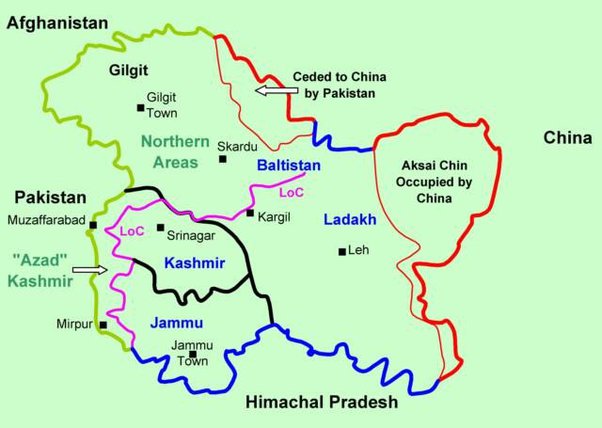 Afghanistan
Gilgit
Ceded to China
by Pakistan
Gilgit
Town
China
Northern
Areas
Skardu
Baltistan
Aksai Chin
Occupied by
China
Pakistan
LoC
Muzaffarabad
Kargil
Ladakh
LoC
Srinagar
Leh
"Azad"
Kashmir
Kashmir
Mirpur
Jammu
Jammu
Town
Himachal Pradesh